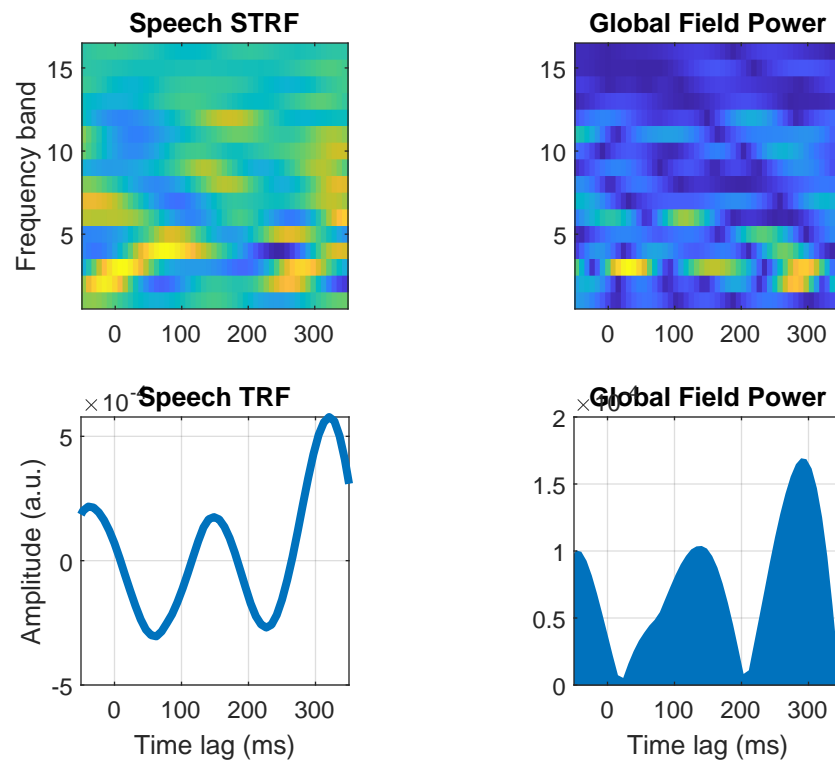 Speech STRF
Frequency band
15
10
5
0 100 200 300
Global Field Power
15
10
5
0 100 200 300
Speech TRF
×10^-4
Amplitude (a.u.)
5
0
-5
0 100 200 300
Time lag (ms)
Global Field Power
2
1.5
1
0.5
0
0 100 200 300
Time lag (ms)